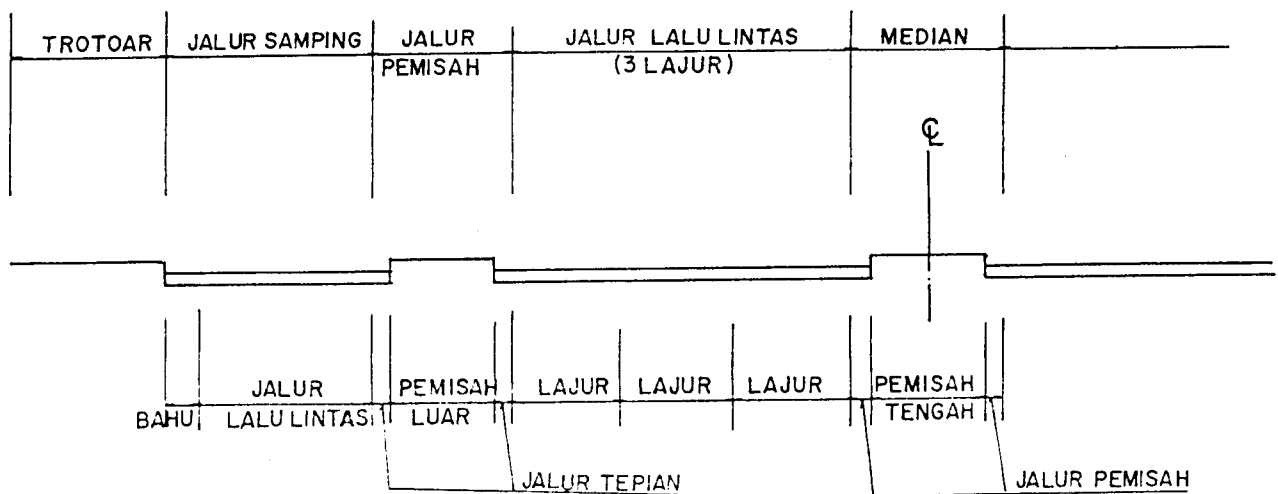 TROTOAR JALUR SAMPING JALUR JALUR LALU LINTAS MEDIAN
PEMISAH (3 LAJUR)
CL
JALUR PEMISAH LAJUR LAJUR LAJUR PEMISAH
BAHU LALU LINTAS LUAR TENGAH
JALUR TEPIAN JALUR PEMISAH